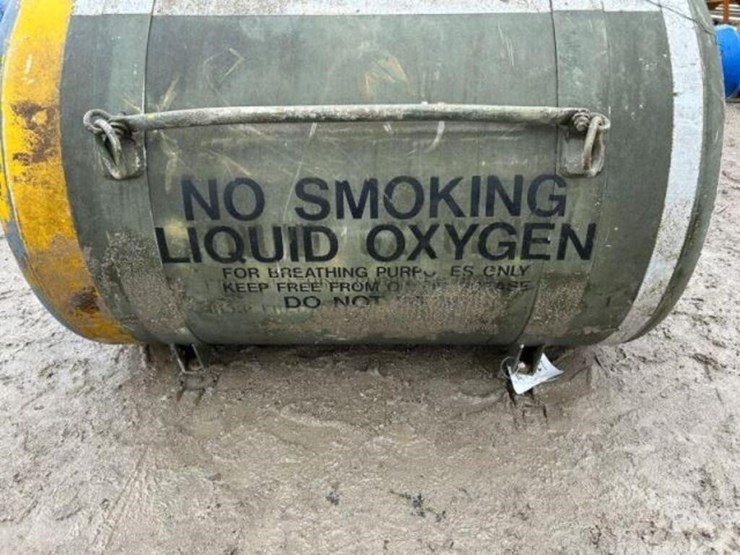 NO SMOKING
LIQUID OXYGEN
FOR BREATHING ONLY
KEEP FREE FROM
DO NOT